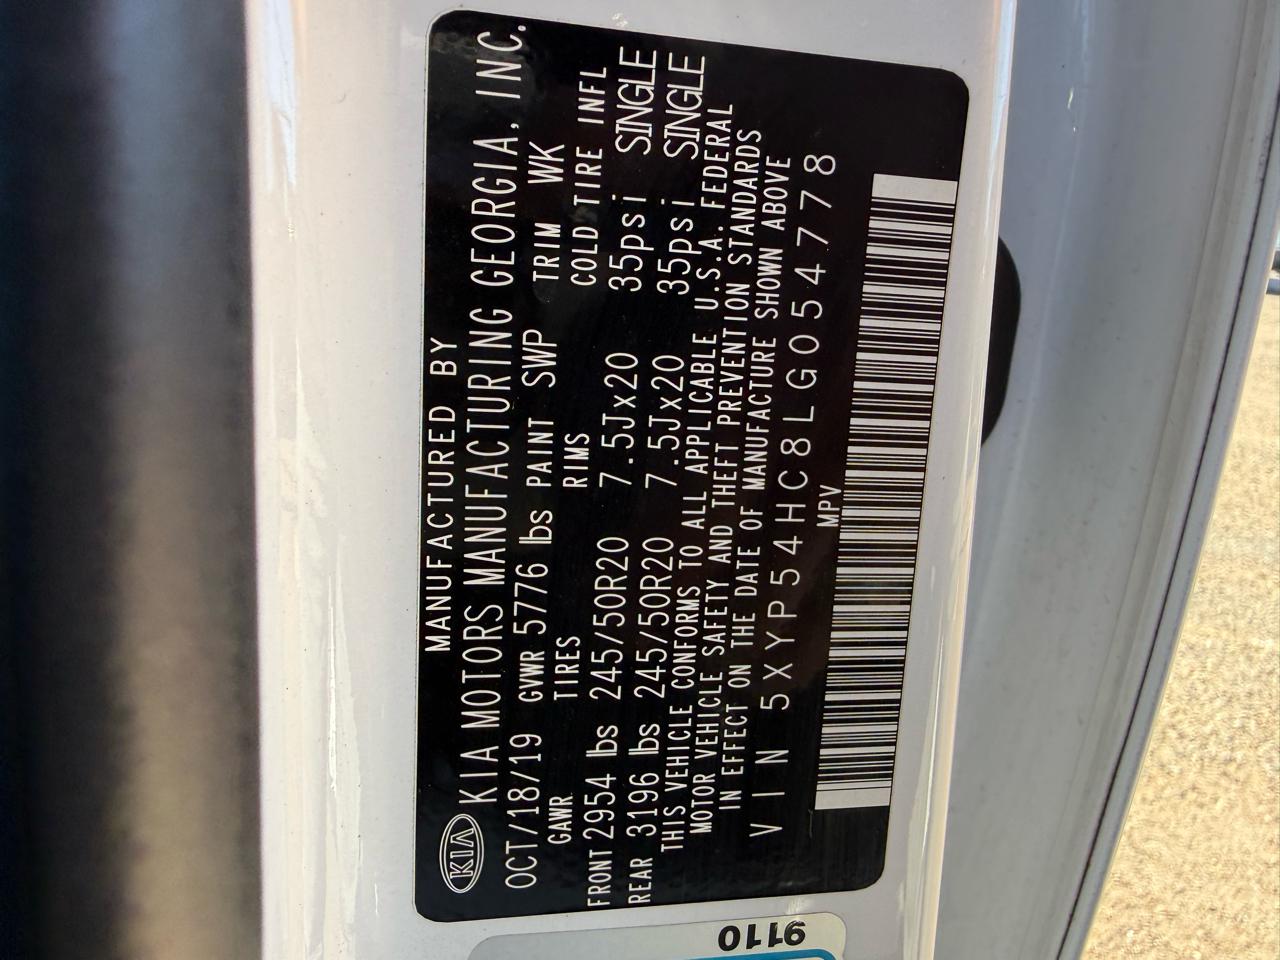 MANUFACTURED BY
KIA KIA MOTORS MANUFACTURING GEORGIA, INC.
OCT/18/19 GVWR 5776 lbs PAINT SWP TRIM WK
GAWR TIRES RIMS COLD TIRE INFL
FRONT 2954 lbs 245/50R20 7.5Jx20 35psi SINGLE
REAR 3196 lbs 245/50R20 7.5Jx20 35psi SINGLE
THIS VEHICLE CONFORMS TO ALL APPLICABLE U.S.A. FEDERAL
MOTOR VEHICLE SAFETY AND THEFT PREVENTION STANDARDS
IN EFFECT ON THE DATE OF MANUFACTURE SHOWN ABOVE
VIN 5XYP54HC8LG054778
MPV
9110